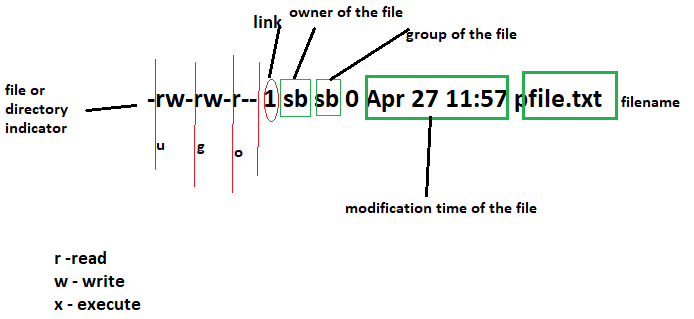 link
owner of the file
group of the file
file or
directory
indicator
-rw-rw-r-- 1 sb sb 0 Apr 27 11:57 pfile.txt
filename
u g o
modification time of the file
r -read
w - write
x - execute